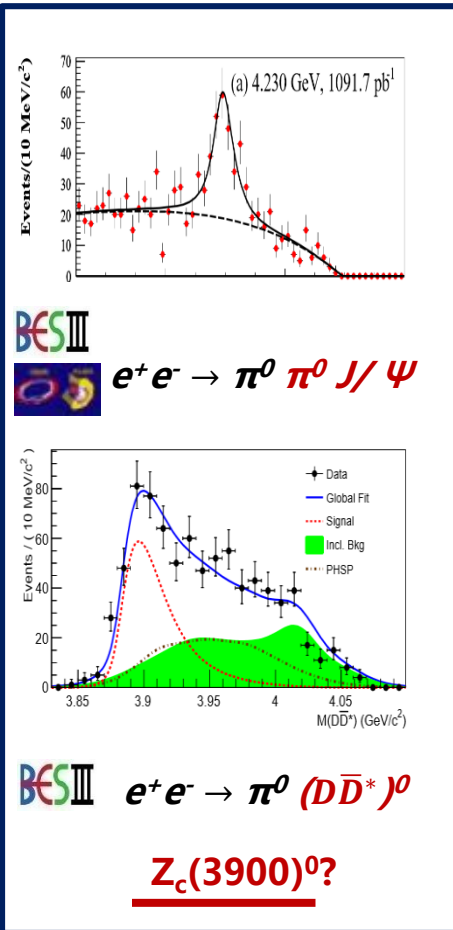 70
(a) 4.230 GeV, 1091.7 pb⁻¹
60
50
40
30
20
10
0
Events/(10 MeV/c²)
BESIII
e⁺e⁻ → π⁰ π⁰ J/Ψ
Events / ( 10 MeV/c² )
80
60
40
20
0
Data
Global Fit
Signal
Incl. Bkg
PHSP
3.85 3.9 3.95 4 4.05
M(DD̅*) (GeV/c²)
BESIII e⁺e⁻ → π⁰ (DD̅*)⁰
Z_c(3900)⁰?